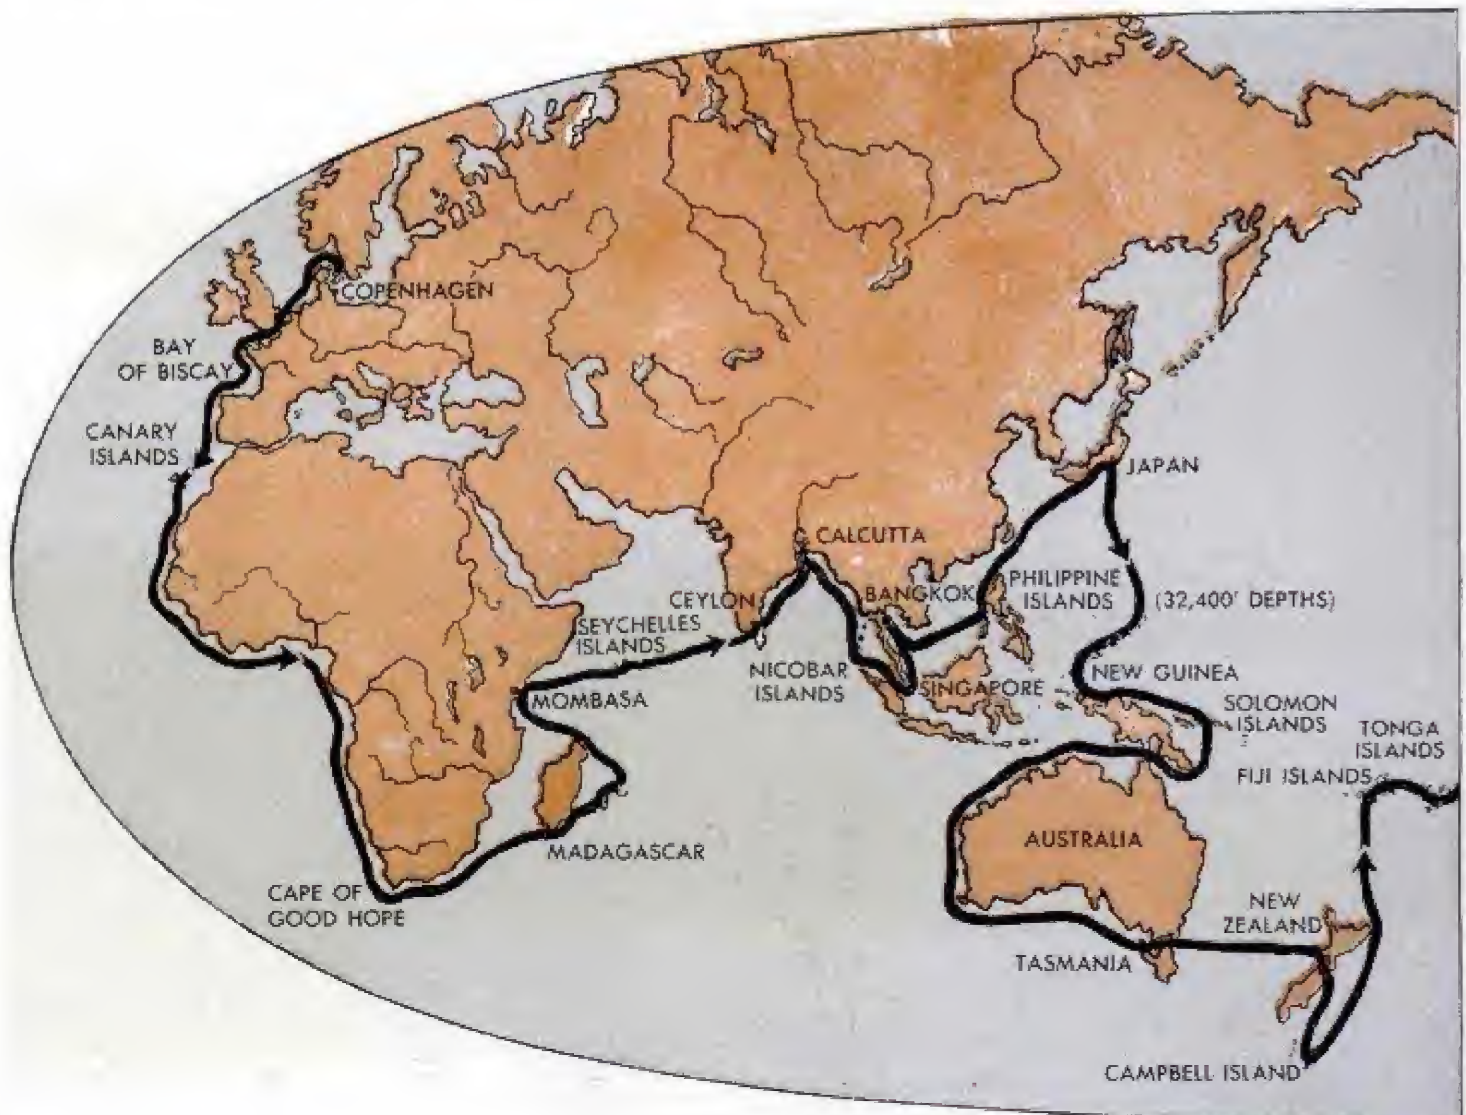 COPENHAGEN
BAY
OF BISCAY
CANARY
ISLANDS
JAPAN
CALCUTTA
PHILIPPINE
ISLANDS
BANGKOK
(32,400' DEPTHS)
CEYLON
SEYCHELLES
ISLANDS
NICOBAR
ISLANDS
NEW GUINEA
SINGAPORE
MOMBASA
SOLOMON
ISLANDS
TONGA
ISLANDS
FIJI ISLANDS
AUSTRALIA
MADAGASCAR
CAPE OF
GOOD HOPE
NEW
ZEALAND
TASMANIA
CAMPBELL ISLAND